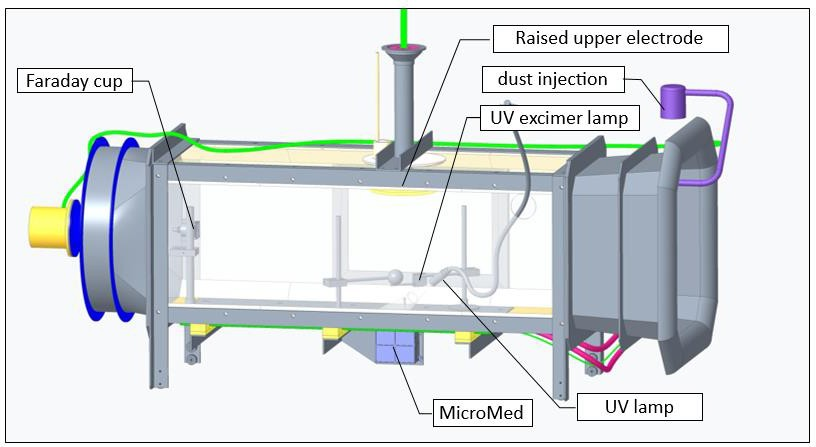 Raised upper electrode
dust injection
Faraday cup
UV excimer lamp
MicroMed
UV lamp